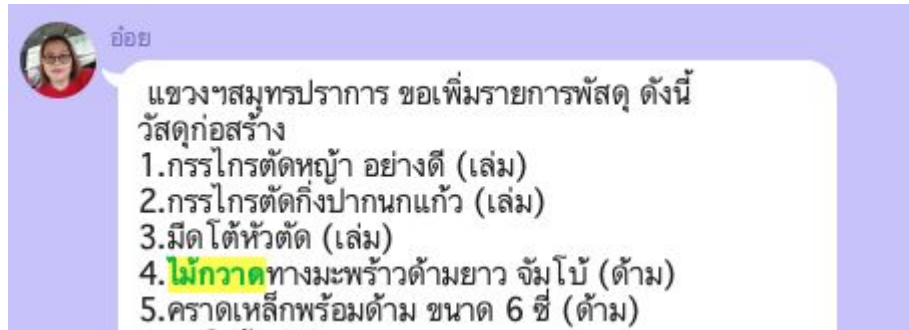 อ๋อย
แขวงฯสมุทรปราการ ขอเพิ่มรายการพัสดุ ดังนี้
วัสดุก่อสร้าง
1.กรรไกรตัดหญ้า อย่างดี (เล่ม)
2.กรรไกรตัดกิ่งปากนกแก้ว (เล่ม)
3.มีดโต้หัวตัด (เล่ม)
4.ไม้กวาดทางมะพร้าวด้ามยาว จัมโบ้ (ด้าม)
5.คราดเหล็กพร้อมด้าม ขนาด 6 ซี่ (ด้าม)